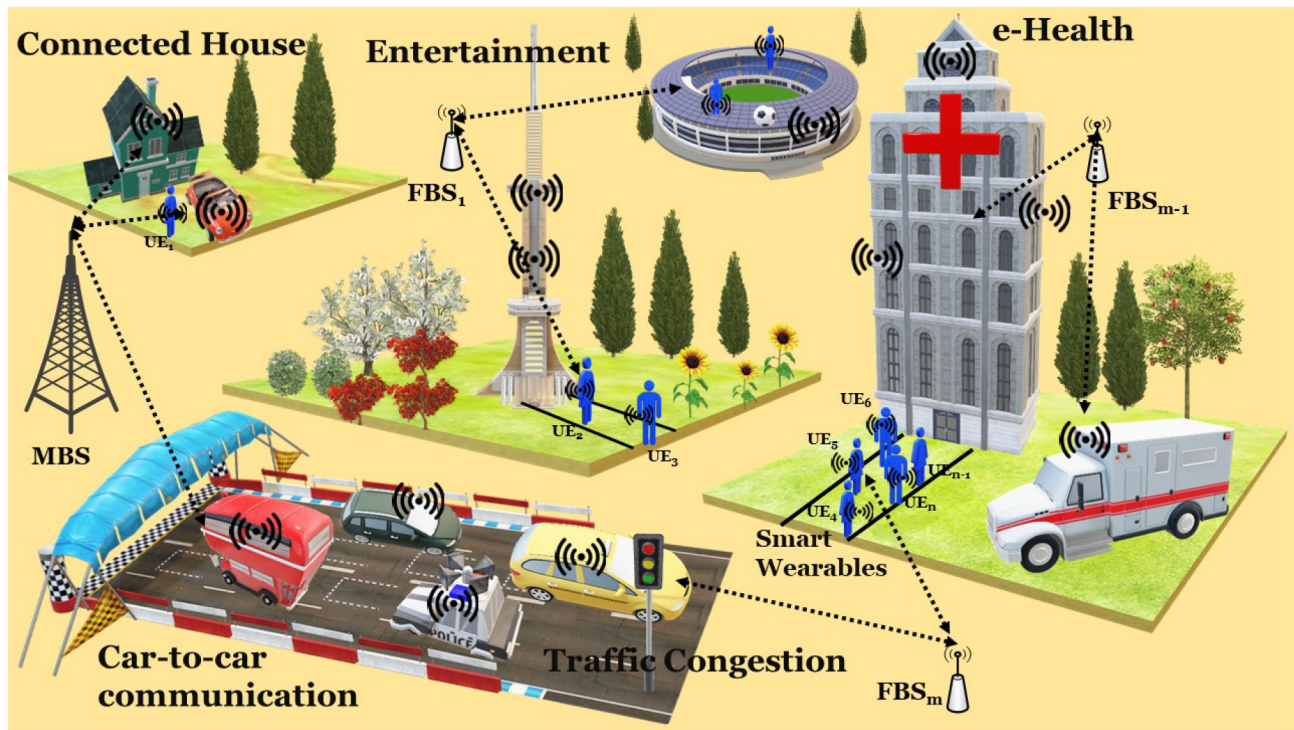 Connected House
Entertainment
e-Health
FBS₁
FBSₘ₋₁
UE₁
MBS
UE₂
UE₃
UE₆
UE₅
UEₙ₋₁
UEₙ
UE₄
Smart
Wearables
POLICE
Car-to-car
communication
Traffic Congestion
FBSₘ